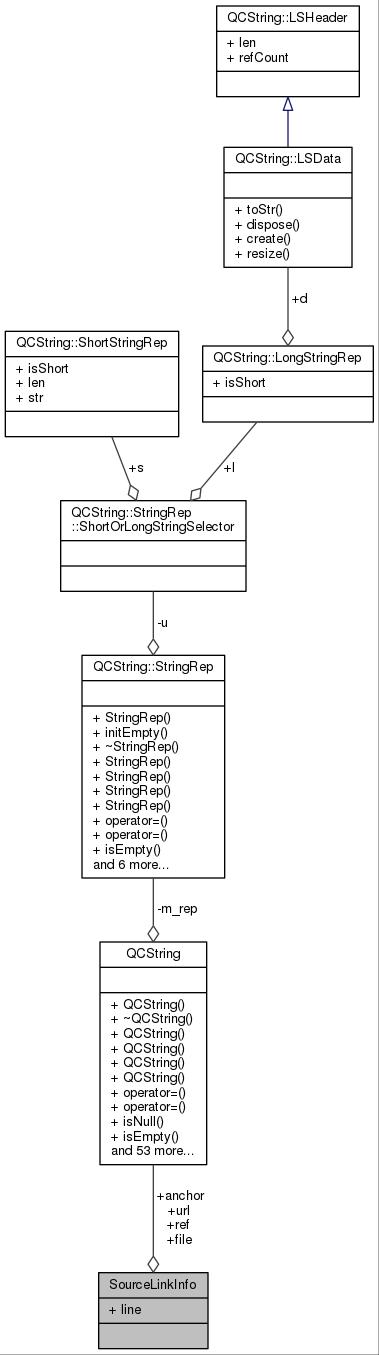 QCString::LSHeader
+ len
+ refCount
QCString::LSData
+ toStr()
+ dispose()
+ create()
+ resize()
+d
QCString::ShortStringRep
+ isShort
+ len
+ str
QCString::LongStringRep
+ isShort
+s
+l
QCString::StringRep
::ShortOrLongStringSelector
-u
QCString::StringRep
+ StringRep()
+ initEmpty()
+ ~StringRep()
+ StringRep()
+ StringRep()
+ StringRep()
+ StringRep()
+ operator=()
+ operator=()
+ isEmpty()
and 6 more...
-m_rep
QCString
+ QCString()
+ ~QCString()
+ QCString()
+ QCString()
+ QCString()
+ QCString()
+ operator=()
+ operator=()
+ isNull()
+ isEmpty()
and 53 more...
+anchor
+url
+ref
+file
SourceLinkInfo
+ line